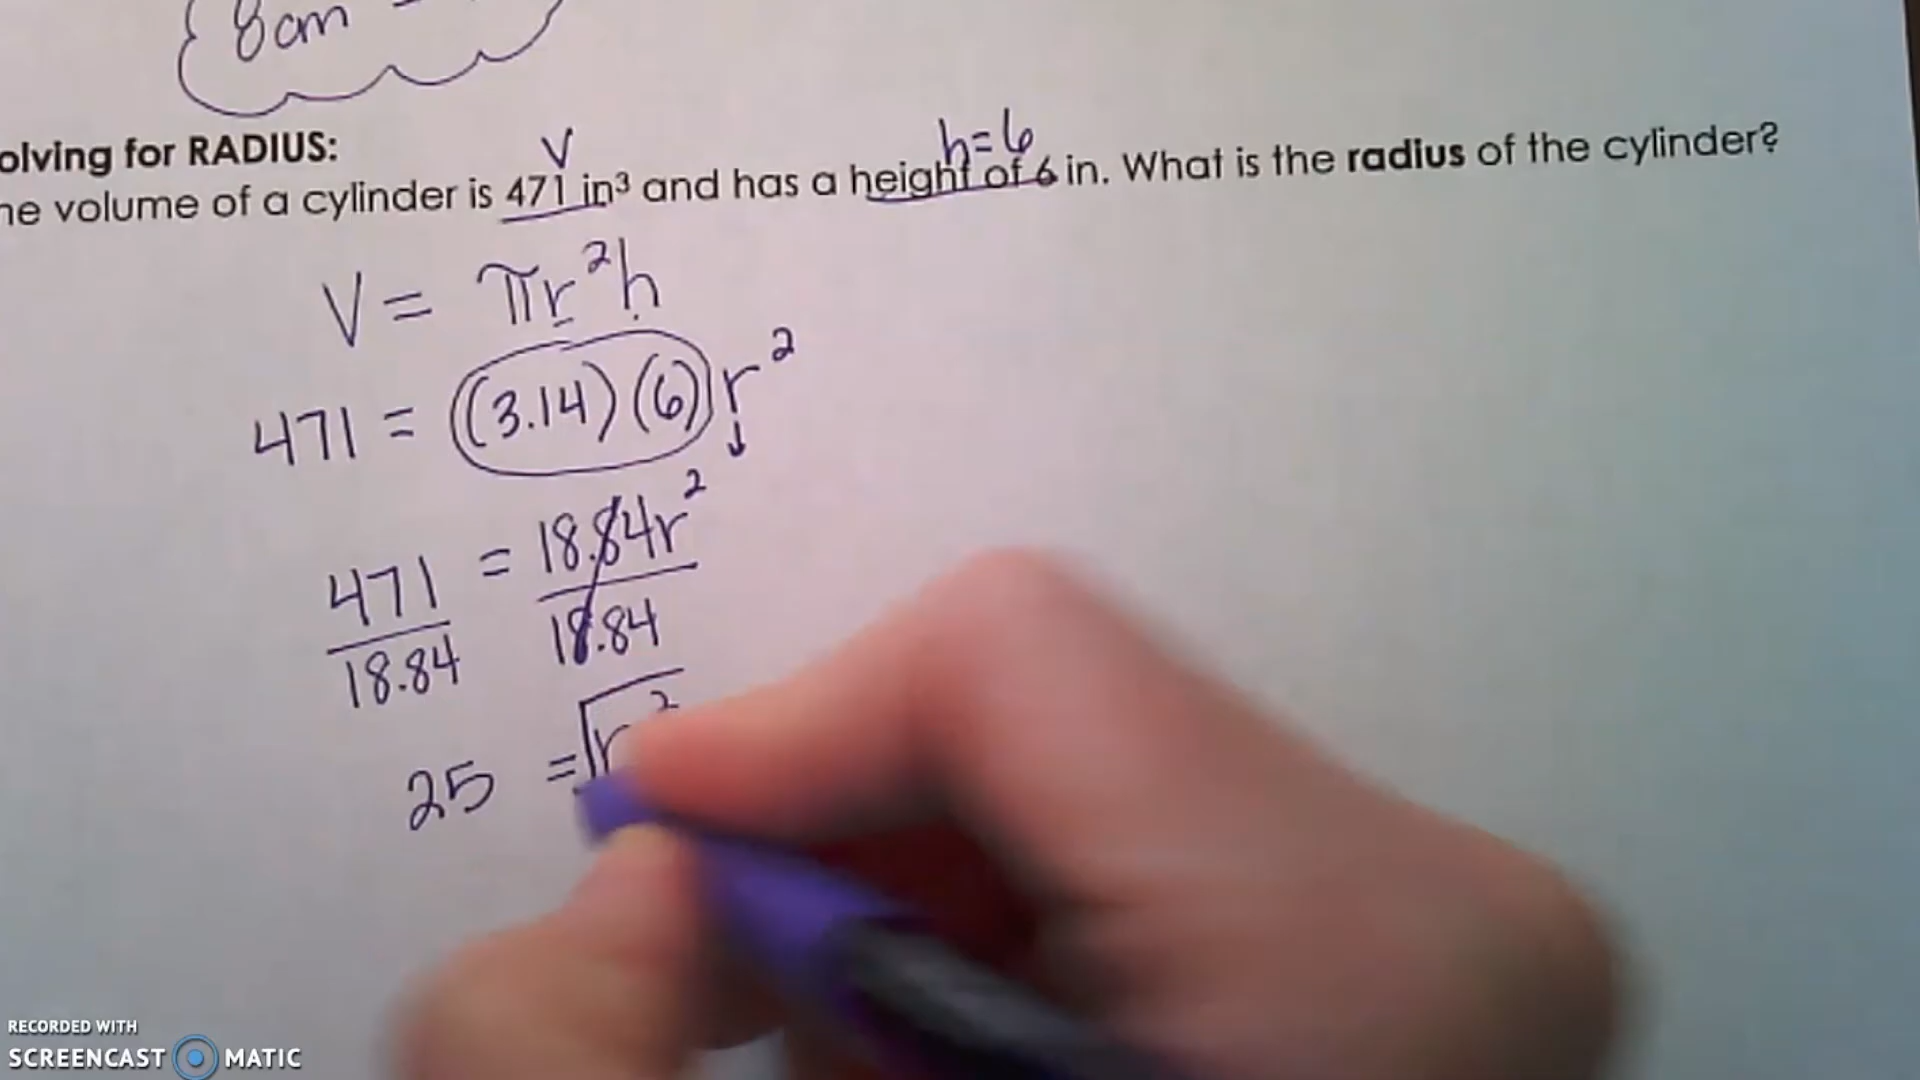 8cm
olving for RADIUS:
V
h=6
he volume of a cylinder is 471 in³ and has a height of 6 in. What is the radius of the cylinder?
V = πr²h
471 = ((3.14)(6))r²
471 = 18.84r²
18.84 18.84
25 = √r²
RECORDED WITH
SCREENCAST MATIC